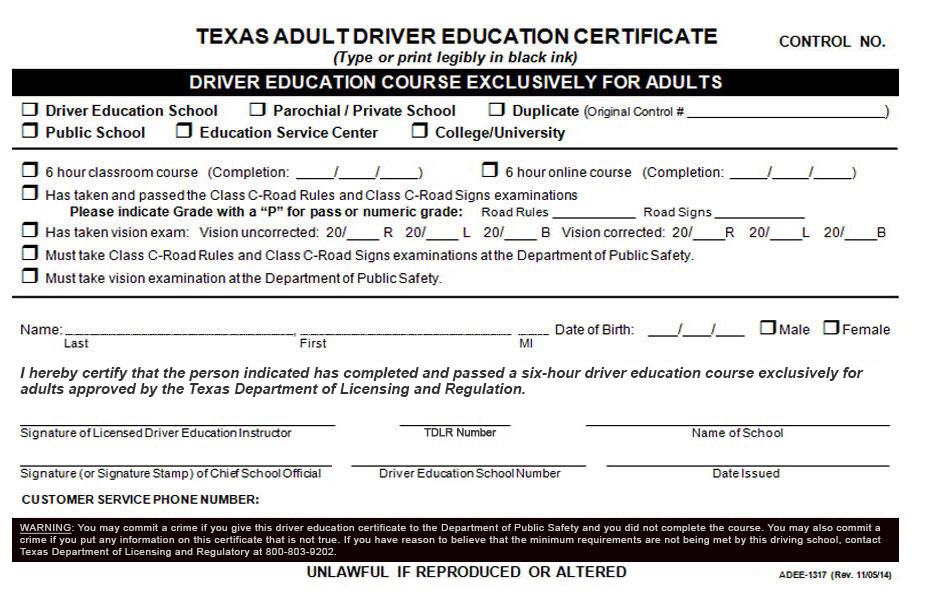 TEXAS ADULT DRIVER EDUCATION CERTIFICATE
CONTROL NO.
(Type or print legibly in black ink)
DRIVER EDUCATION COURSE EXCLUSIVELY FOR ADULTS
☐ Driver Education School ☐ Parochial / Private School ☐ Duplicate (Original Control # ______________________)
☐ Public School ☐ Education Service Center ☐ College/University
☐ 6 hour classroom course (Completion: _____/_____/_____) ☐ 6 hour online course (Completion: _____/_____/_____)
☐ Has taken and passed the Class C-Road Rules and Class C-Road Signs examinations
Please indicate Grade with a “P” for pass or numeric grade: Road Rules ___________ Road Signs ___________
☐ Has taken vision exam: Vision uncorrected: 20/____ R 20/____ L 20/____ B Vision corrected: 20/____R 20/____L 20/____B
☐ Must take Class C-Road Rules and Class C-Road Signs examinations at the Department of Public Safety.
☐ Must take vision examination at the Department of Public Safety.
Name: ______________________, ______________________ ____ Date of Birth: ____/____/____ ☐ Male ☐ Female
Last First MI
I hereby certify that the person indicated has completed and passed a six-hour driver education course exclusively for
adults approved by the Texas Department of Licensing and Regulation.
Signature of Licensed Driver Education Instructor TDLR Number Name of School
Signature (or Signature Stamp) of Chief School Official Driver Education School Number Date Issued
CUSTOMER SERVICE PHONE NUMBER:
WARNING: You may commit a crime if you give this driver education certificate to the Department of Public Safety and you did not complete the course. You may also commit a
crime if you put any information on this certificate that is not true. If you have reason to believe that the minimum requirements are not being met by this driving school, contact
Texas Department of Licensing and Regulatory at 800-803-9202.
UNLAWFUL IF REPRODUCED OR ALTERED
ADEE-1317 (Rev. 11/05/14)